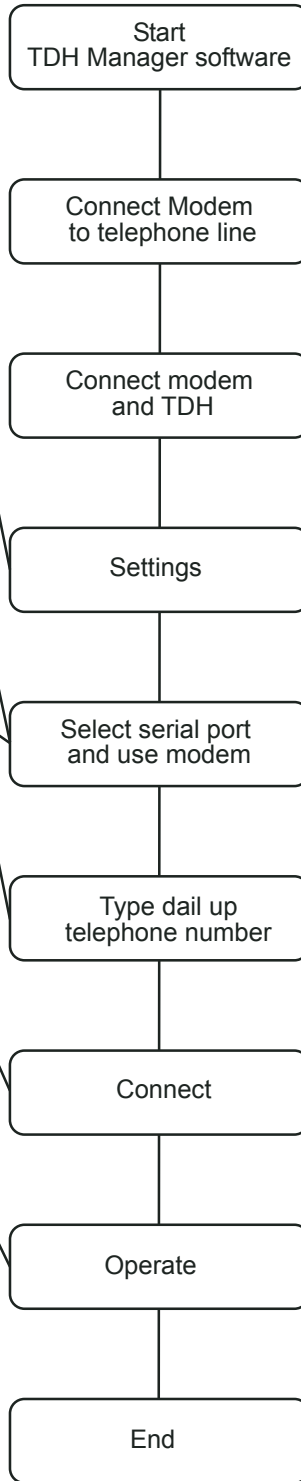 Start
TDH Manager software
Connect Modem
to telephone line
Connect modem
and TDH
Settings
Select serial port
and use modem
Type dail up
telephone number
Connect
Operate
End